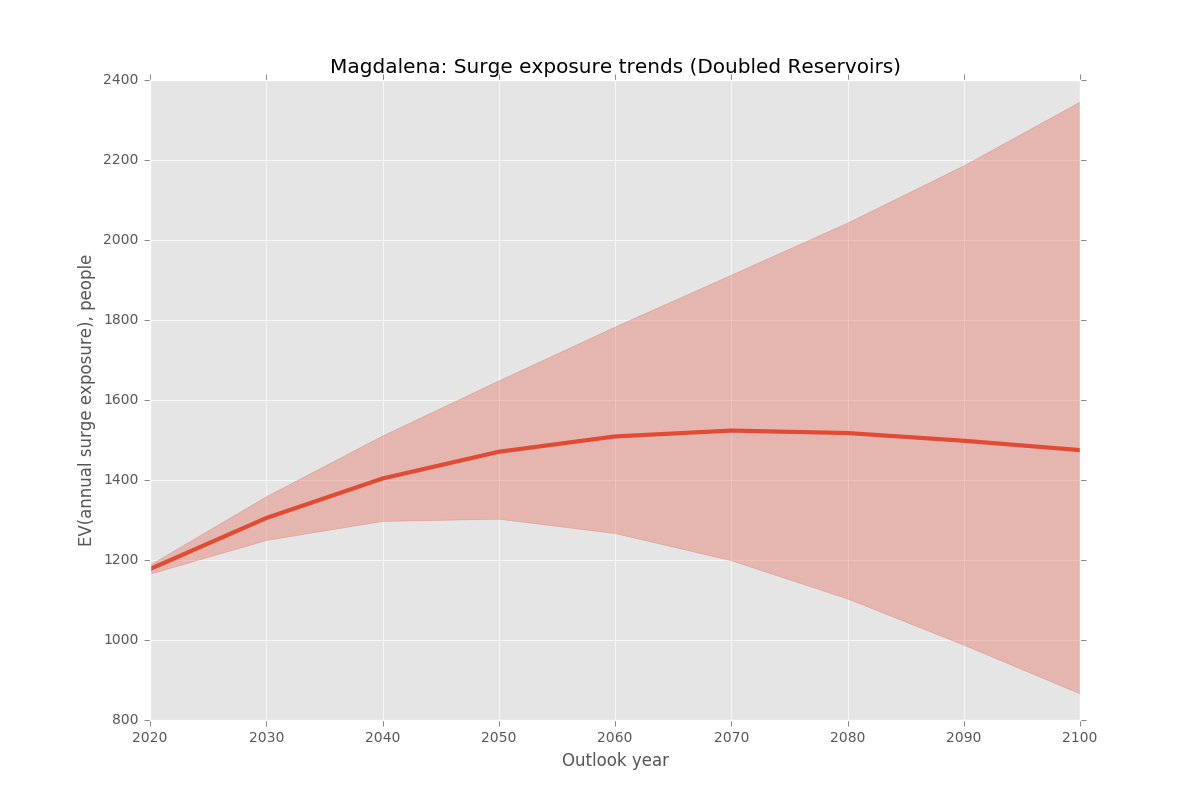 Magdalena: Surge exposure trends (Doubled Reservoirs)
EV(annual surge exposure), people
2400
2200
2000
1800
1600
1400
1200
1000
800
2020 2030 2040 2050 2060 2070 2080 2090 2100
Outlook year